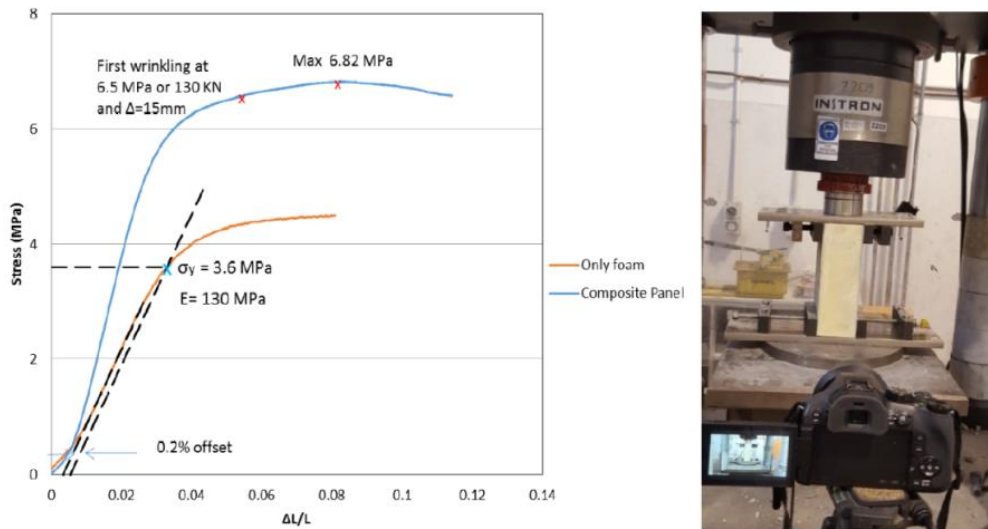 8
First wrinkling at
6.5 MPa or 130 KN
and Δ=15mm
Max 6.82 MPa
6
Stress (MPa)
4
σy = 3.6 MPa
E= 130 MPa
Only foam
Composite Panel
2
0.2% offset
0
0 0.02 0.04 0.06 0.08 0.1 0.12 0.14
ΔL/L
INSTRON